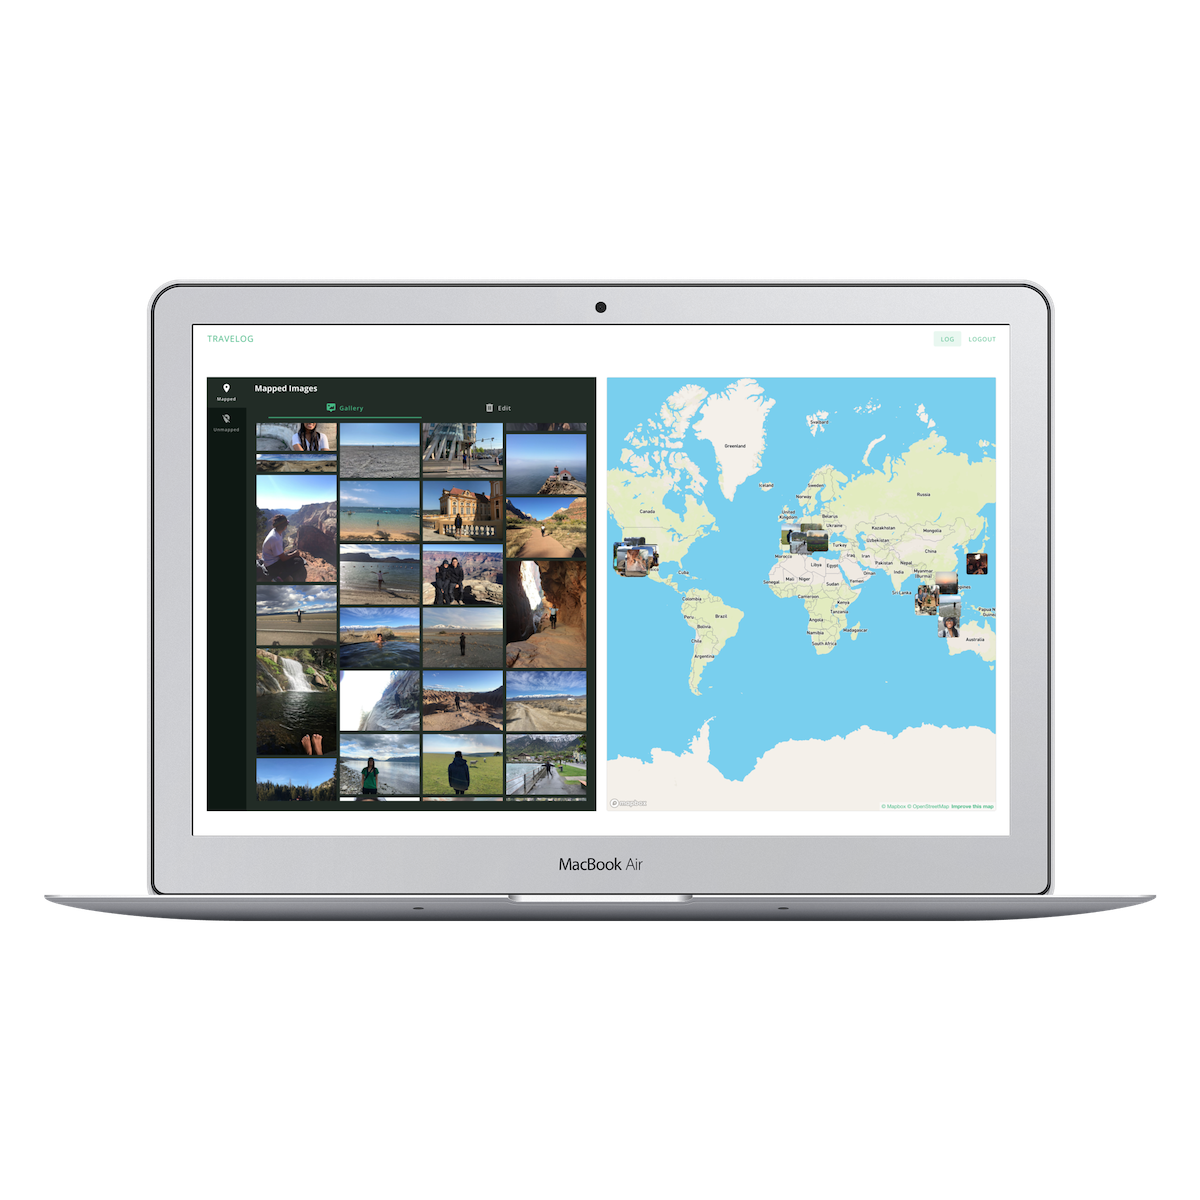 TRAVELOG
LOG
LOGOUT
Mapped
Unmapped
Mapped Images
Gallery
Edit
Greenland
Svalbard
Iceland
Sweden
Norway
Russia
Canada
United
Kingdom
Belarus
Ukraine
Kazakhstan
Mongolia
Uzbekistan
Turkey
China
Morocco
Iraq
Iran
Pakistan
Nepal
Libya
Egypt
Cuba
Senegal
Mali
Niger
Sudan
Oman
Yemen
India
Myanmar
(Burma)
Sri Lanka
Colombia
Cameroon
Kenya
Peru
Brazil
Tanzania
Papua N
Guinea
Bolivia
Angola
Chile
Namibia
Madagascar
Argentina
South Africa
Australia
mapbox
© Mapbox © OpenStreetMap Improve this map
MacBook Air